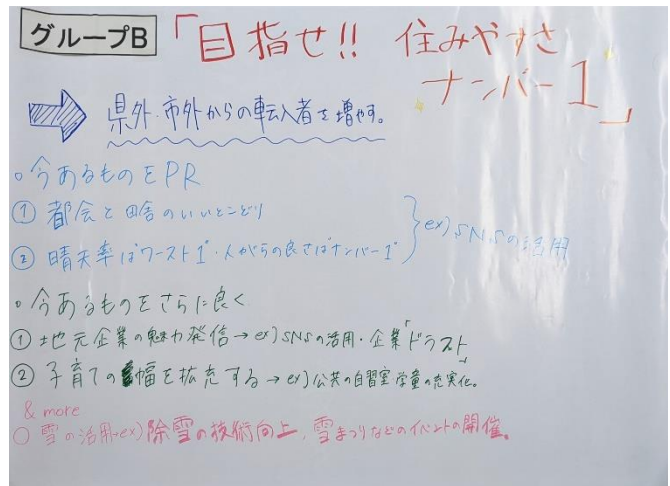 グループB
「目指せ!! 住みやすさ
ナンバー1」
県外・市外からの転入者を増やす。
○今あるものをPR
① 都会と田舎のいいとこどり
② 晴天率は"ワースト1"・人がらの良さは"ナンバー1"
ex)SNSの活用
○今あるものをさらに良く
① 地元企業の魅力発信→ex)SNSの活用・企業「ドラスト」
② 子育ての幅を拡充する→ex)公共の自習室学童の充実化。
& more
○ 雪の活用→ex)除雪の技術向上、雪まつりなどのイベントの開催。